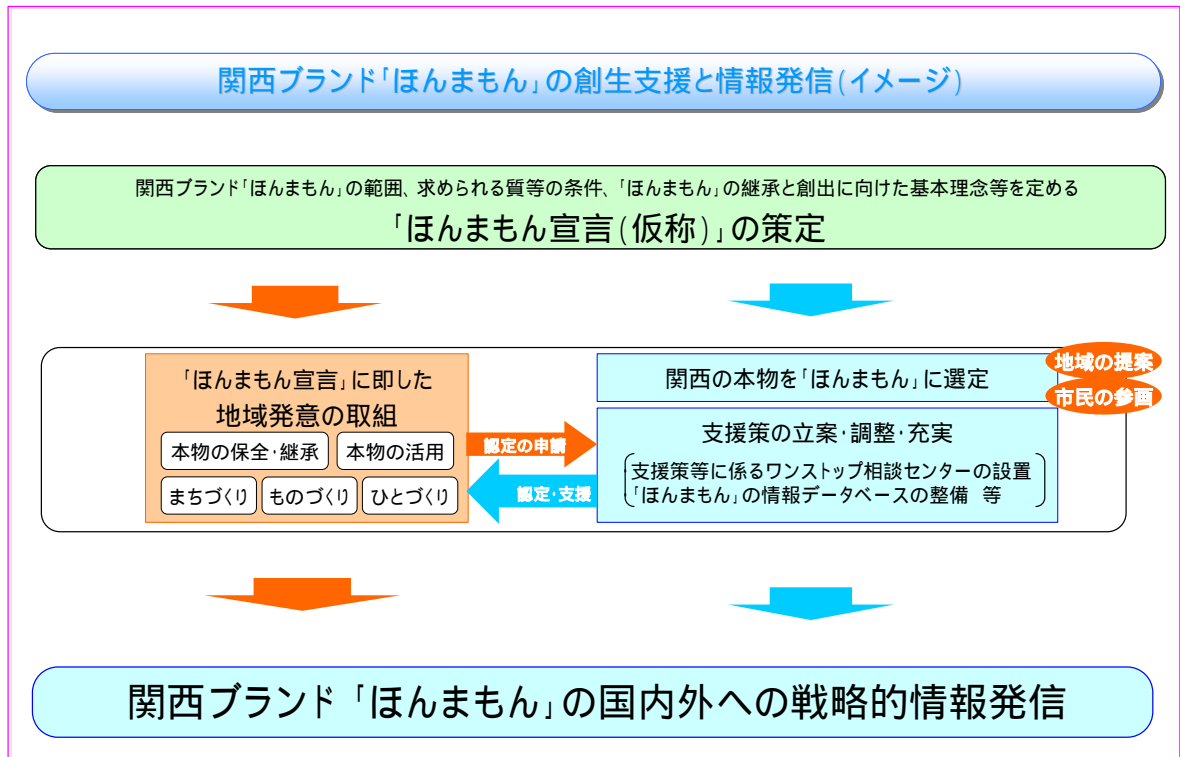 関西ブランド「ほんまもん」の創生支援と情報発信(イメージ)
関西ブランド「ほんまもん」の範囲、求められる質等の条件、「ほんまもん」の継承と創出に向けた基本理念等を定める
「ほんまもん宣言(仮称)」の策定
「ほんまもん宣言」に即した
地域発意の取組
本物の保全・継承
本物の活用
まちづくり
ものづくり
ひとづくり
認定の申請
認定・支援
関西の本物を「ほんまもん」に選定
地域の提案
市民の参画
支援策の立案・調整・充実
・支援策等に係るワンストップ相談センターの設置
・「ほんまもん」の情報データベースの整備 等
関西ブランド「ほんまもん」の国内外への戦略的情報発信